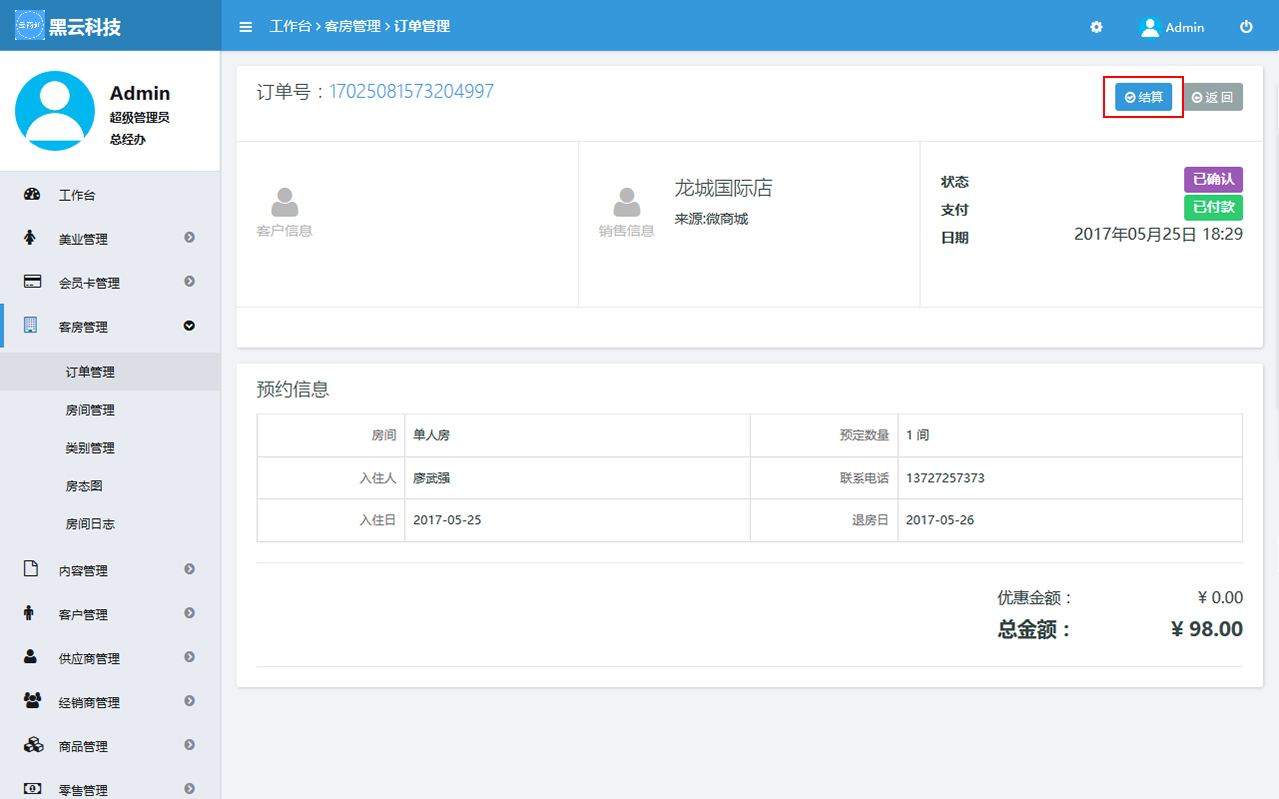 黑云科技
工作台 > 客房管理 > 订单管理
Admin
Admin
超级管理员
总经办
工作台
美业管理
会员卡管理
客房管理
订单管理
房间管理
类别管理
房态图
房间日志
内容管理
客户管理
供应商管理
经销商管理
商品管理
零售管理
订单号：17025081573204997
结算
返 回
客户信息
销售信息
龙城国际店
来源:微商城
状态 已确认
支付 已付款
日期 2017年05月25日 18:29
预约信息
房间 单人房 预定数量 1 间
入住人 廖武强 联系电话 13727257373
入住日 2017-05-25 退房日 2017-05-26
优惠金额： ¥ 0.00
总金额： ¥ 98.00